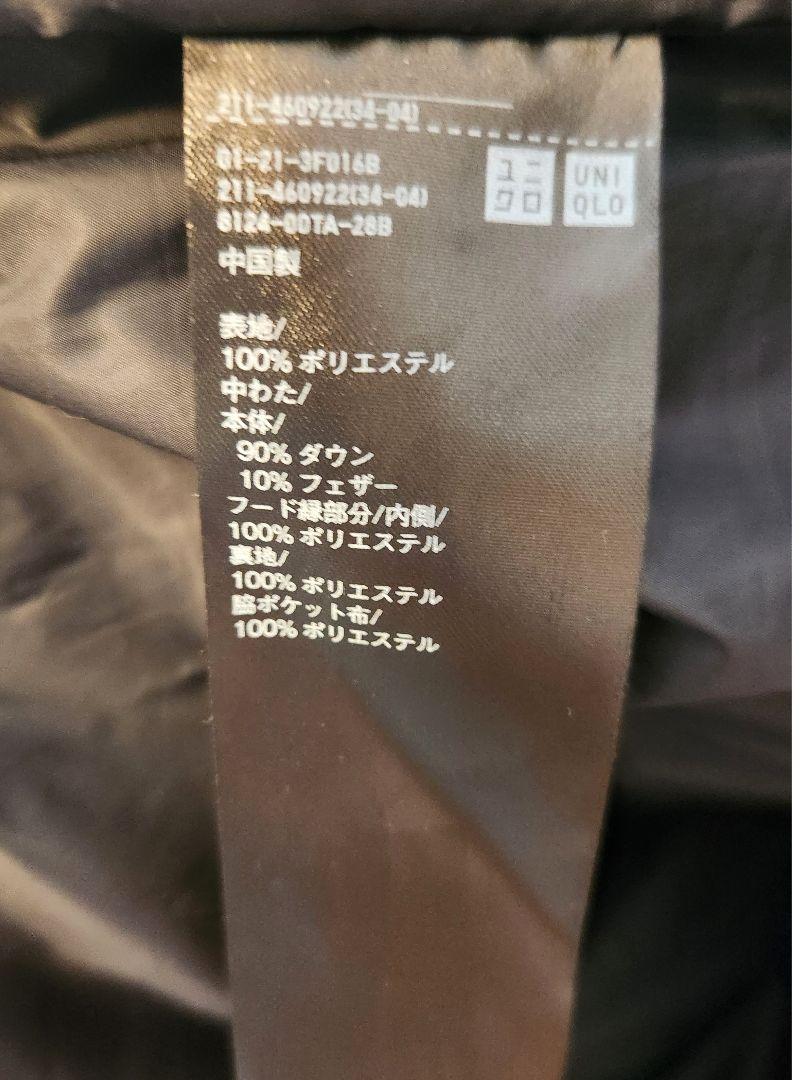 211-460922(34-04)
01-21-3F016B
211-460922(34-04)
6124-00TA-28B
ユニ
クロ
UNI
QLO
中国製
表地/
100% ポリエステル
中わた/
本体/
90% ダウン
10% フェザー
フード縁部分/内側/
100% ポリエステル
裏地/
100% ポリエステル
脇ポケット布/
100% ポリエステル